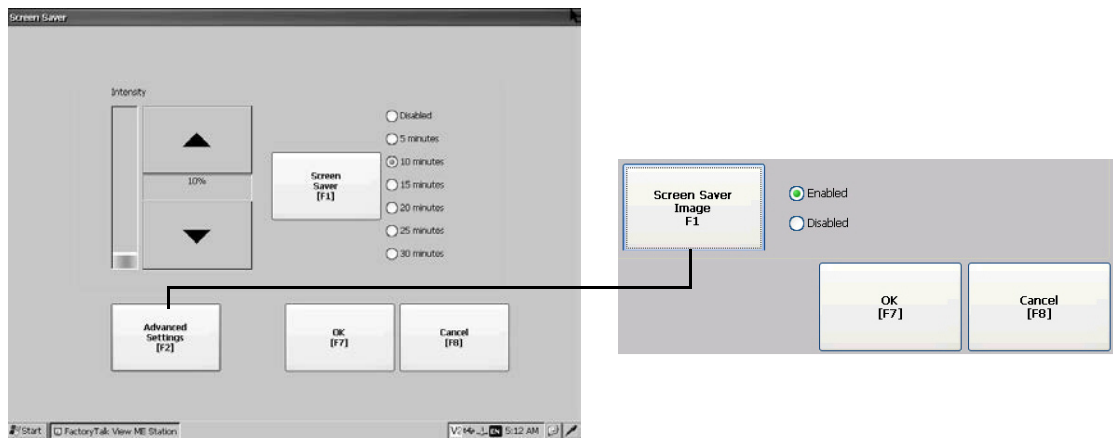 Screen Saver
Intensity
10%
Screen
Saver
[F1]
Disabled
5 minutes
10 minutes
15 minutes
20 minutes
25 minutes
30 minutes
Advanced
Settings
[F2]
OK
[F7]
Cancel
[F8]
Start
FactoryTalk View ME Station
EN
5:12 AM
Screen Saver
Image
F1
Enabled
Disabled
OK
[F7]
Cancel
[F8]